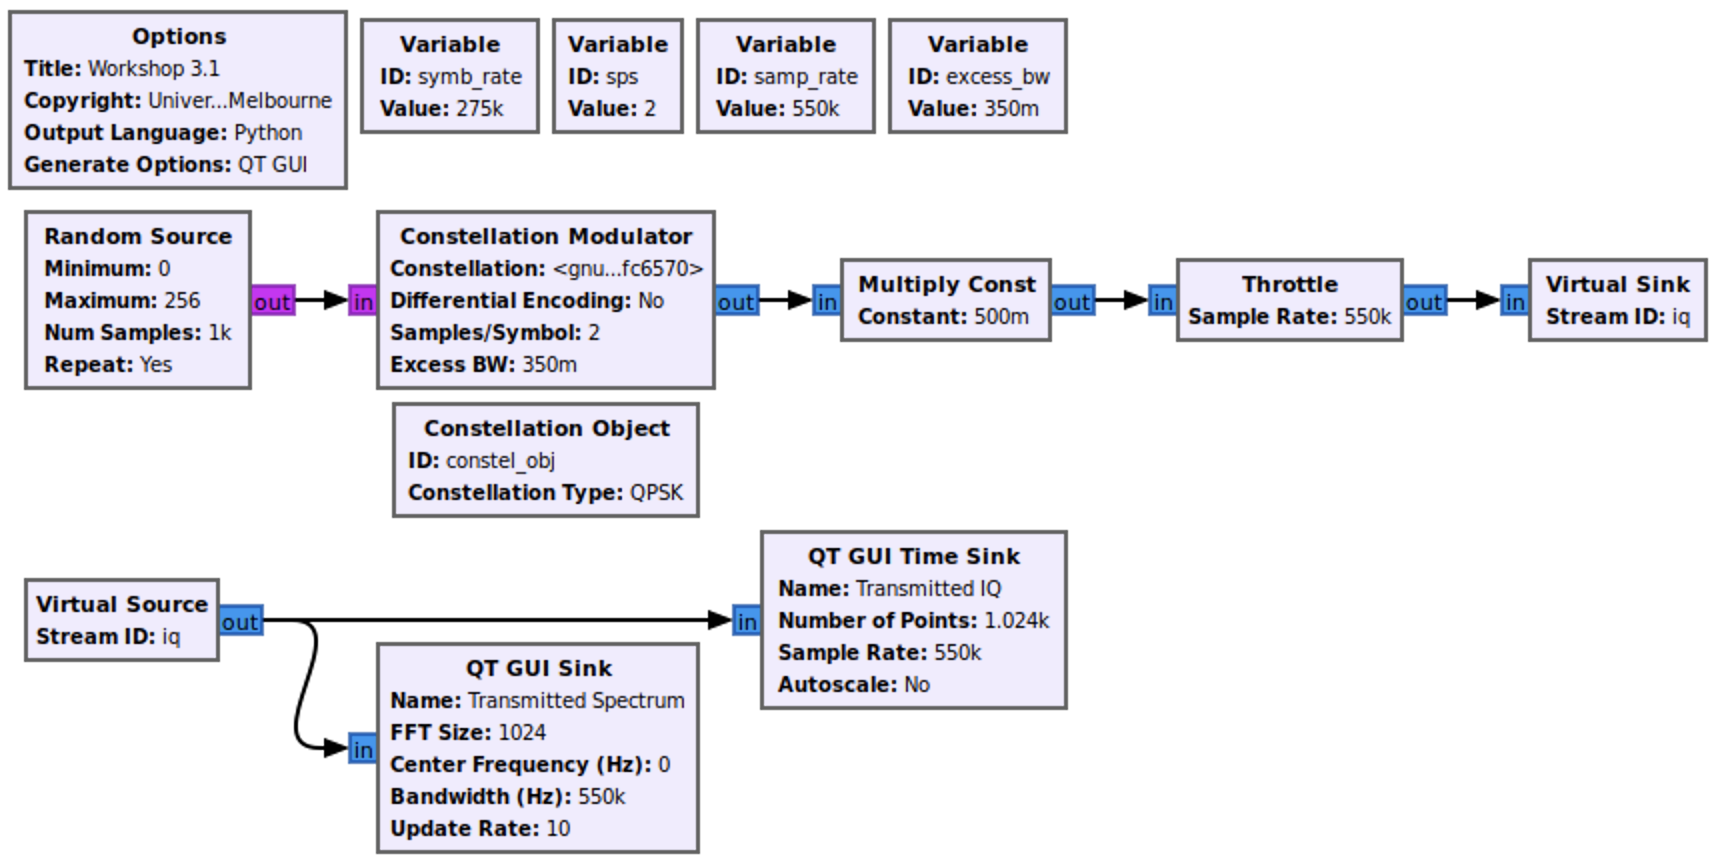 Options
Title: Workshop 3.1
Copyright: Univer...Melbourne
Output Language: Python
Generate Options: QT GUI
Variable
ID: symb_rate
Value: 275k
Variable
ID: sps
Value: 2
Variable
ID: samp_rate
Value: 550k
Variable
ID: excess_bw
Value: 350m
Random Source
Minimum: 0
Maximum: 256
Num Samples: 1k
Repeat: Yes
out
in
Constellation Modulator
Constellation: <gnu...fc6570>
Differential Encoding: No
Samples/Symbol: 2
Excess BW: 350m
out
in
Multiply Const
Constant: 500m
out
in
Throttle
Sample Rate: 550k
out
in
Virtual Sink
Stream ID: iq
Constellation Object
ID: constel_obj
Constellation Type: QPSK
Virtual Source
Stream ID: iq
out
in
QT GUI Time Sink
Name: Transmitted IQ
Number of Points: 1.024k
Sample Rate: 550k
Autoscale: No
in
QT GUI Sink
Name: Transmitted Spectrum
FFT Size: 1024
Center Frequency (Hz): 0
Bandwidth (Hz): 550k
Update Rate: 10